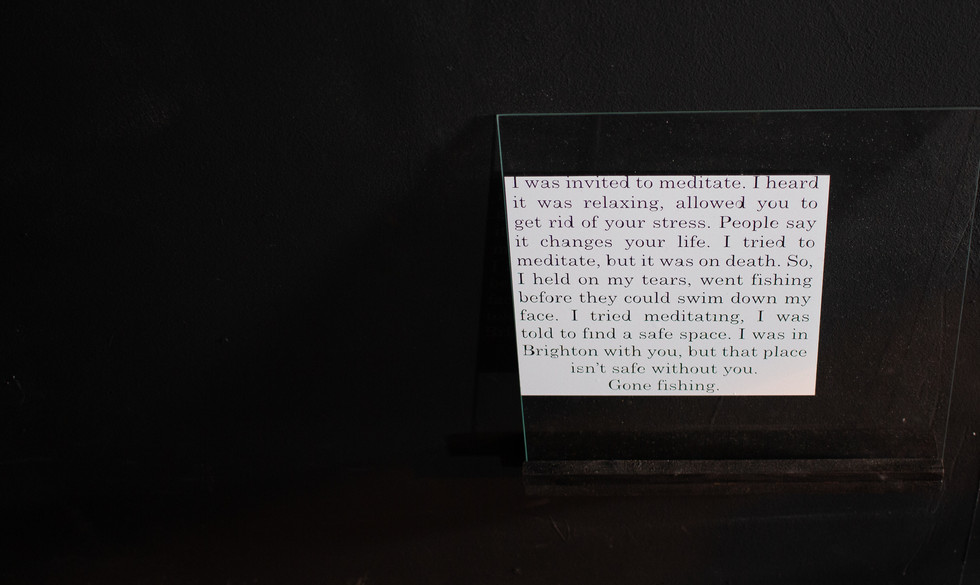 I was invited to meditate. I heard
it was relaxing, allowed you to
get rid of your stress. People say
it changes your life. I tried to
meditate, but it was on death. So,
I held on my tears, went fishing
before they could swim down my
face. I tried meditating, I was
told to find a safe space. I was in
Brighton with you, but that place
isn't safe without you.
Gone fishing.